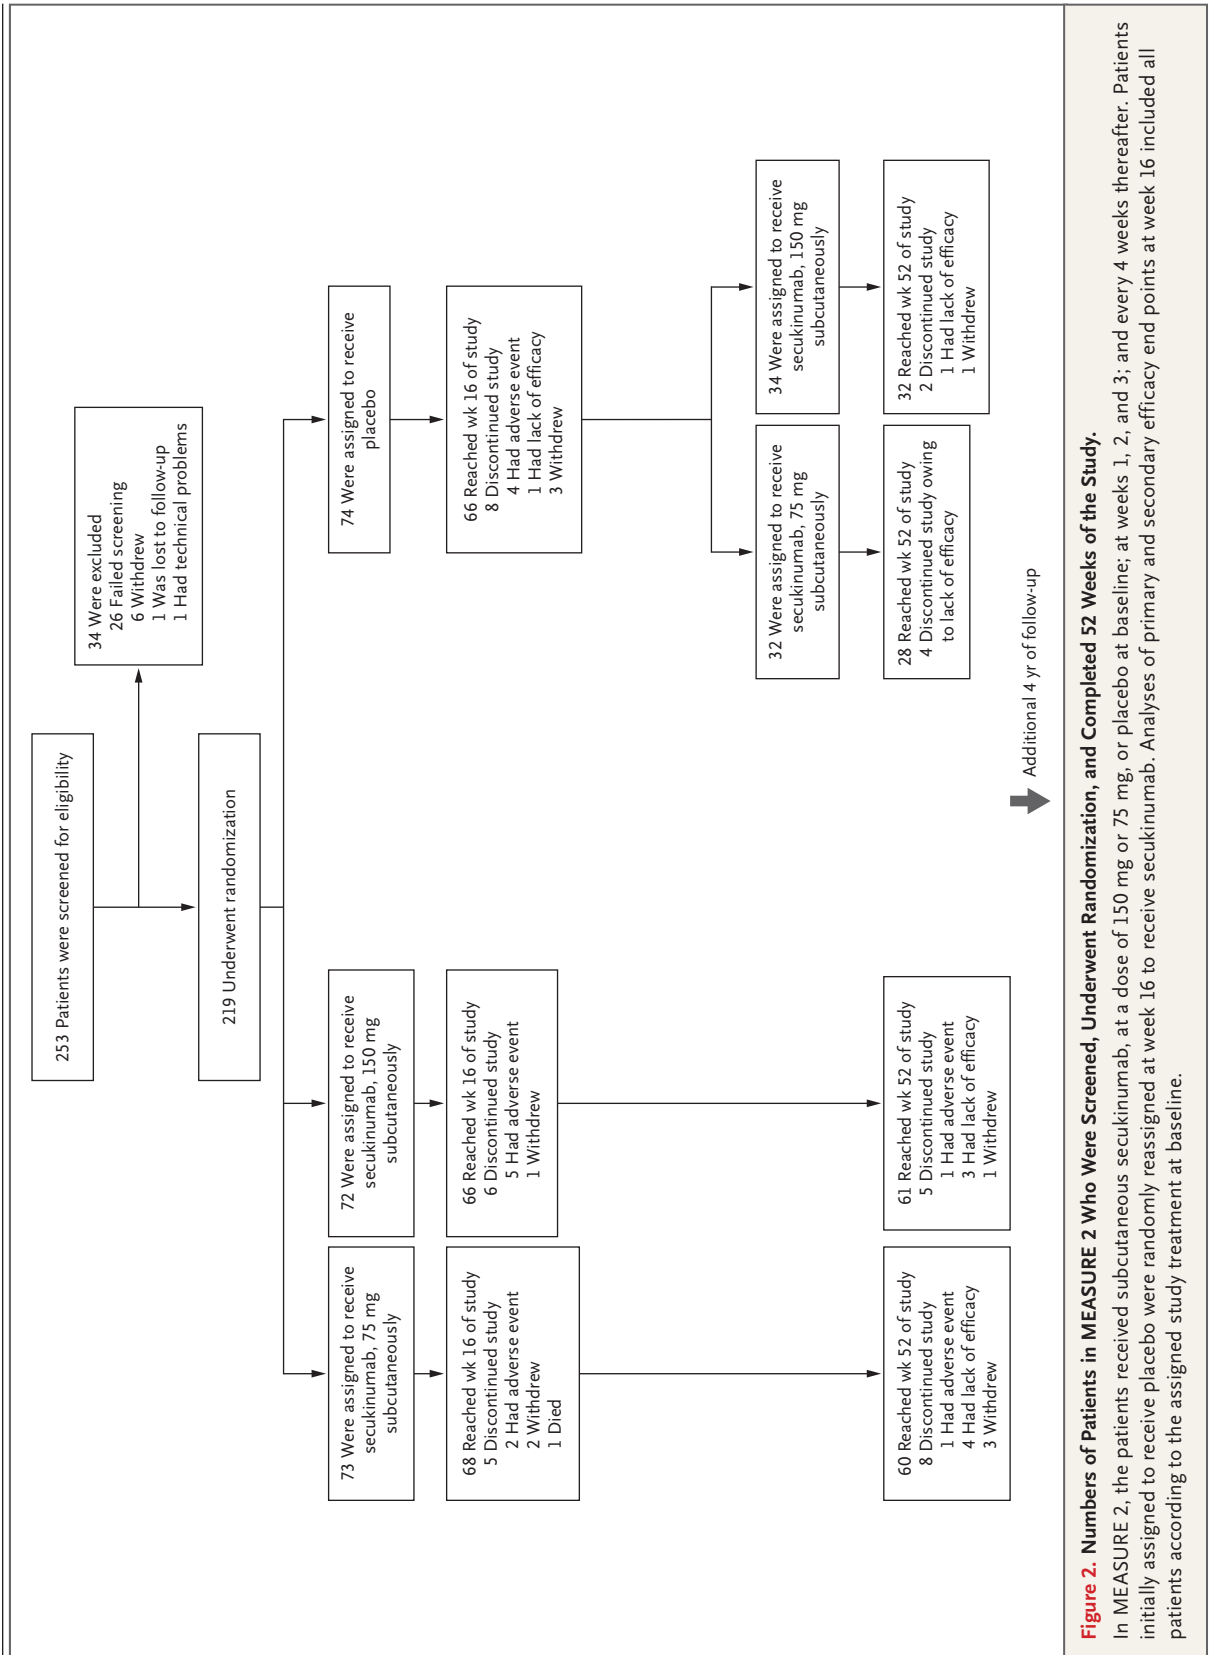 253 Patients were screened for eligibility
34 Were excluded
26 Failed screening
6 Withdrew
1 Was lost to follow-up
1 Had technical problems
219 Underwent randomization
73 Were assigned to receive
secukinumab, 75 mg
subcutaneously
72 Were assigned to receive
secukinumab, 150 mg
subcutaneously
74 Were assigned to receive
placebo
68 Reached wk 16 of study
5 Discontinued study
2 Had adverse event
2 Withdrew
1 Died
66 Reached wk 16 of study
6 Discontinued study
5 Had adverse event
1 Withdrew
66 Reached wk 16 of study
8 Discontinued study
4 Had adverse event
1 Had lack of efficacy
3 Withdrew
32 Were assigned to receive
secukinumab, 75 mg
subcutaneously
34 Were assigned to receive
secukinumab, 150 mg
subcutaneously
60 Reached wk 52 of study
8 Discontinued study
1 Had adverse event
4 Had lack of efficacy
3 Withdrew
61 Reached wk 52 of study
5 Discontinued study
1 Had adverse event
3 Had lack of efficacy
1 Withdrew
28 Reached wk 52 of study
4 Discontinued study owing
to lack of efficacy
32 Reached wk 52 of study
2 Discontinued study
1 Had lack of efficacy
1 Withdrew
Additional 4 yr of follow-up
Figure 2. Numbers of Patients in MEASURE 2 Who Were Screened, Underwent Randomization, and Completed 52 Weeks of the Study.
In MEASURE 2, the patients received subcutaneous secukinumab, at a dose of 150 mg or 75 mg, or placebo at baseline; at weeks 1, 2, and 3; and every 4 weeks thereafter. Patients
initially assigned to receive placebo were randomly reassigned at week 16 to receive secukinumab. Analyses of primary and secondary efficacy end points at week 16 included all
patients according to the assigned study treatment at baseline.